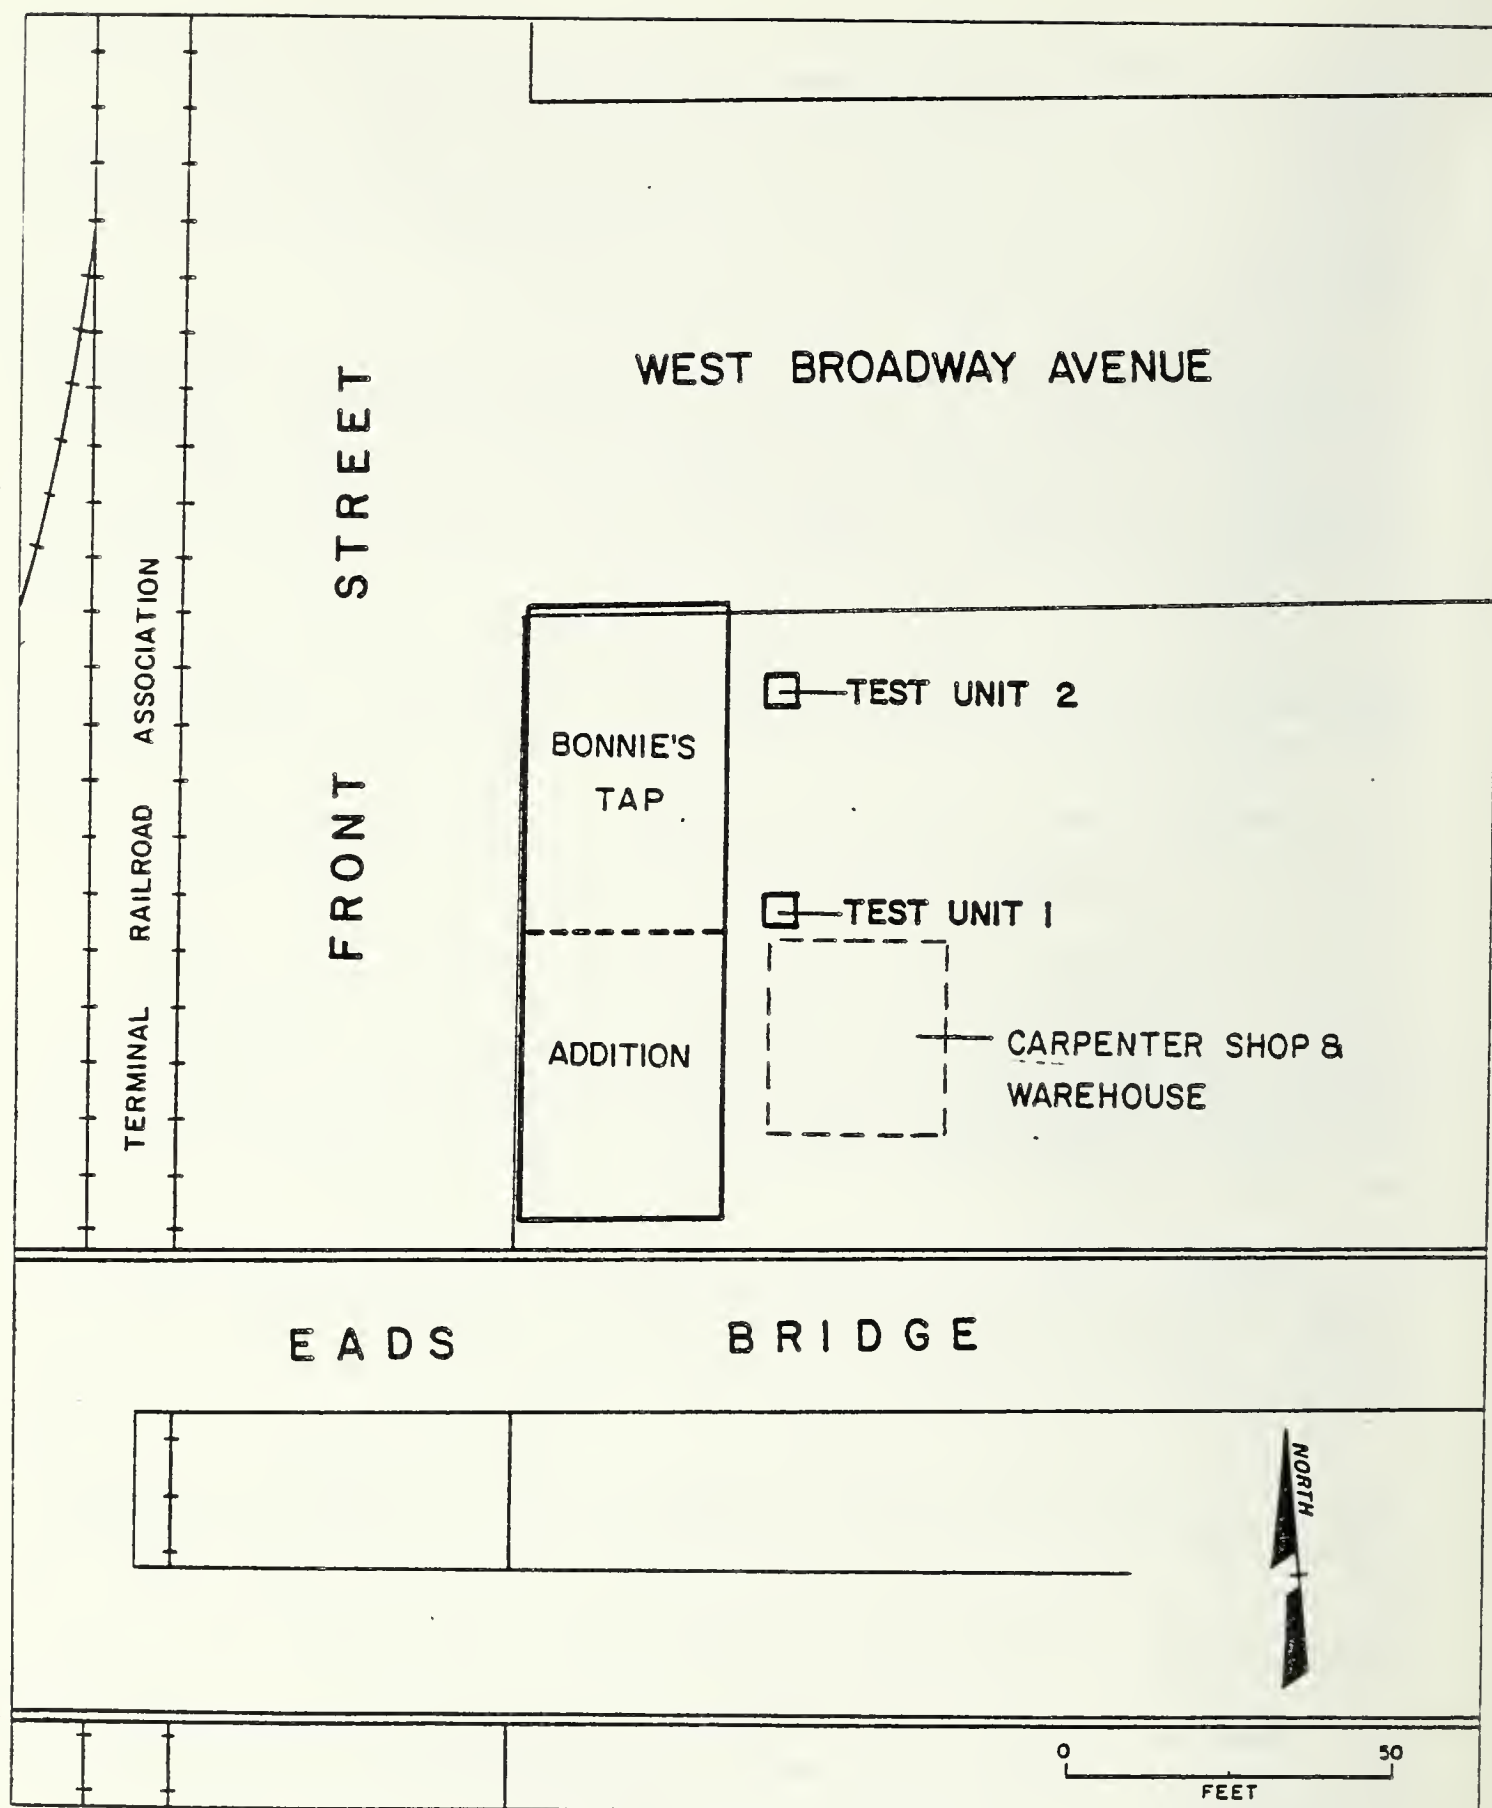 WEST BROADWAY AVENUE
FRONT STREET
TERMINAL RAILROAD ASSOCIATION
TEST UNIT 2
BONNIE'S
TAP
TEST UNIT 1
ADDITION
CARPENTER SHOP &
WAREHOUSE
EADS BRIDGE
NORTH
0 50
FEET